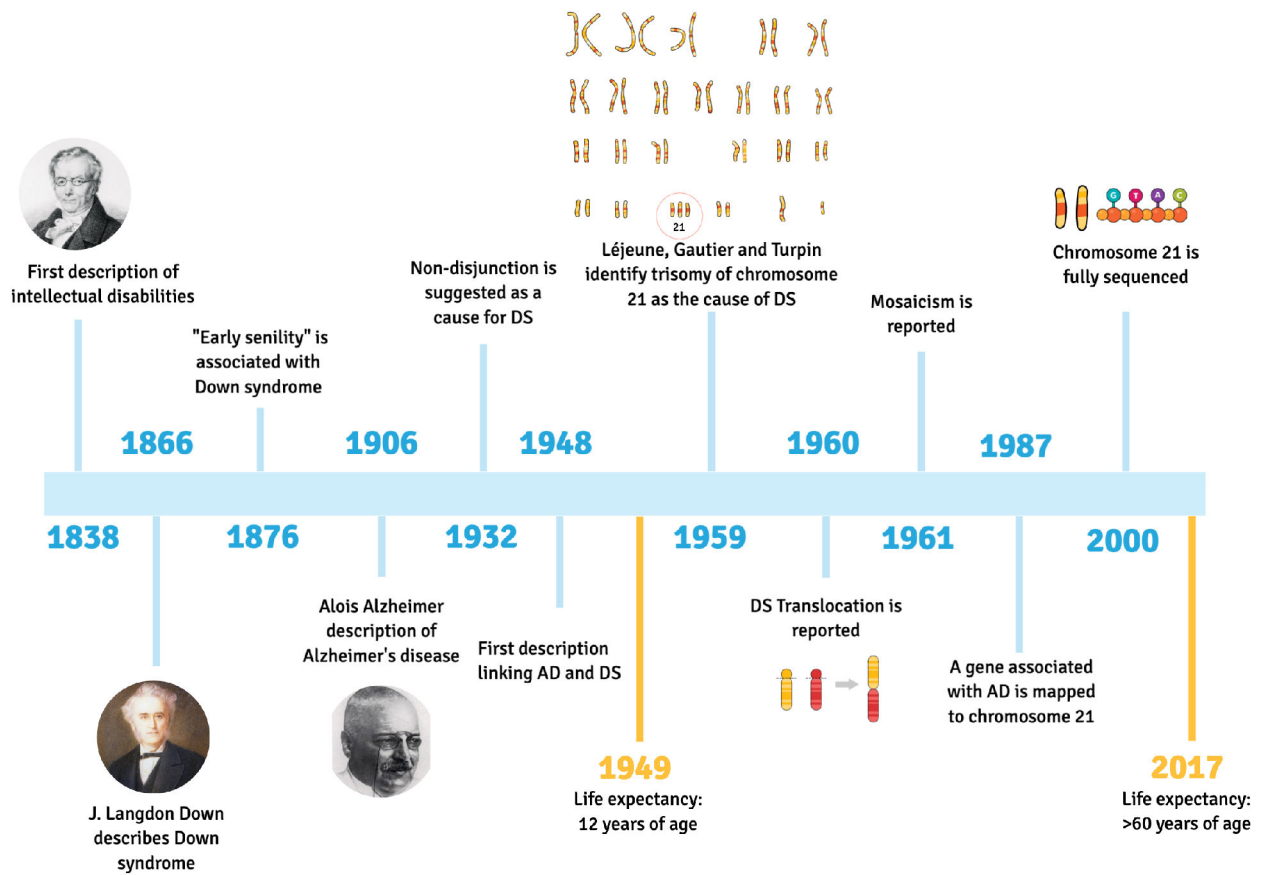 21
G T A C
First description of
intellectual disabilities
"Early senility" is
associated with
Down syndrome
Non-disjunction is
suggested as a
cause for DS
Léjeune, Gautier and Turpin
identify trisomy of chromosome
21 as the cause of DS
Mosaicism is
reported
Chromosome 21 is
fully sequenced
1866
1906
1948
1960
1987
1838
1876
1932
1959
1961
2000
J. Langdon Down
describes Down
syndrome
Alois Alzheimer
description of
Alzheimer's disease
First description
linking AD and DS
1949
Life expectancy:
12 years of age
DS Translocation is
reported
A gene associated
with AD is mapped
to chromosome 21
2017
Life expectancy:
>60 years of age